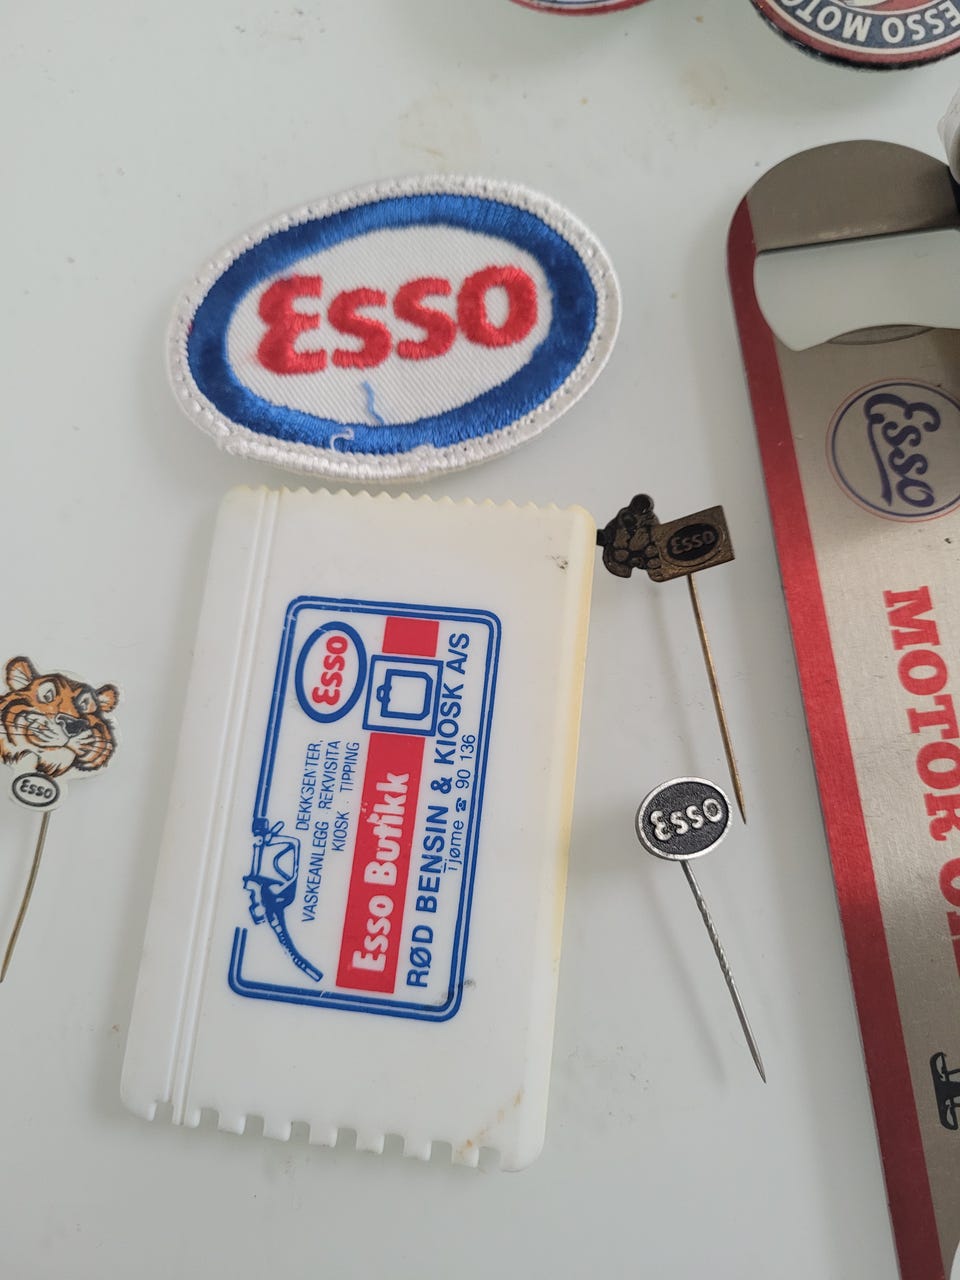 ESSO MOTO
Esso
Esso
MOTOR
Esso
Esso
DEKKSENTER,
VASKEANLEGG . REKVISITA
KIOSK . TIPPING
Esso Butikk
RØD BENSIN & KIOSK A/S
Tjøme ☎ 90 136
Esso
Esso
Esso